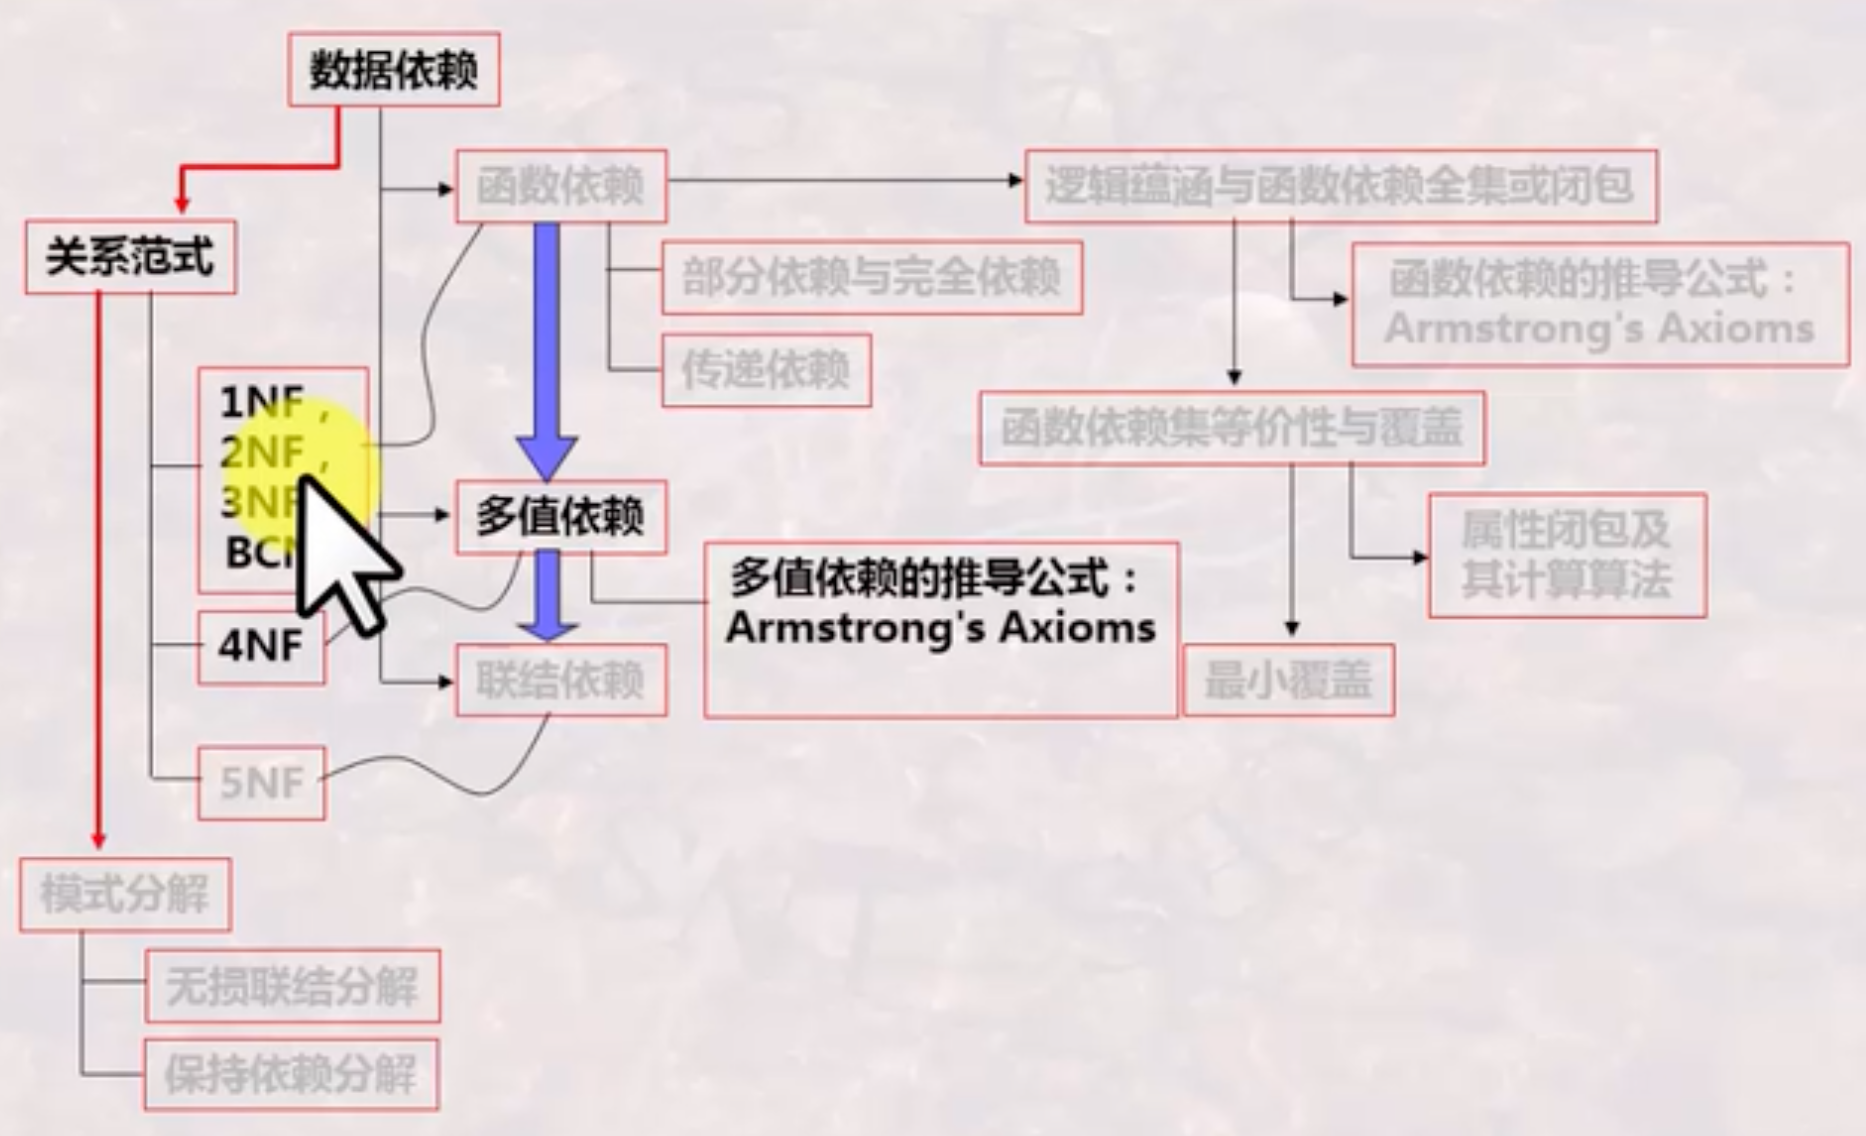 数据依赖
函数依赖
逻辑蕴涵与函数依赖全集或闭包
关系范式
部分依赖与完全依赖
函数依赖的推导公式：
Armstrong's Axioms
传递依赖
1NF ,
2NF ,
3NF
函数依赖集等价性与覆盖
多值依赖
属性闭包及
其计算算法
多值依赖的推导公式：
Armstrong's Axioms
4NF
联结依赖
最小覆盖
5NF
模式分解
无损联结分解
保持依赖分解